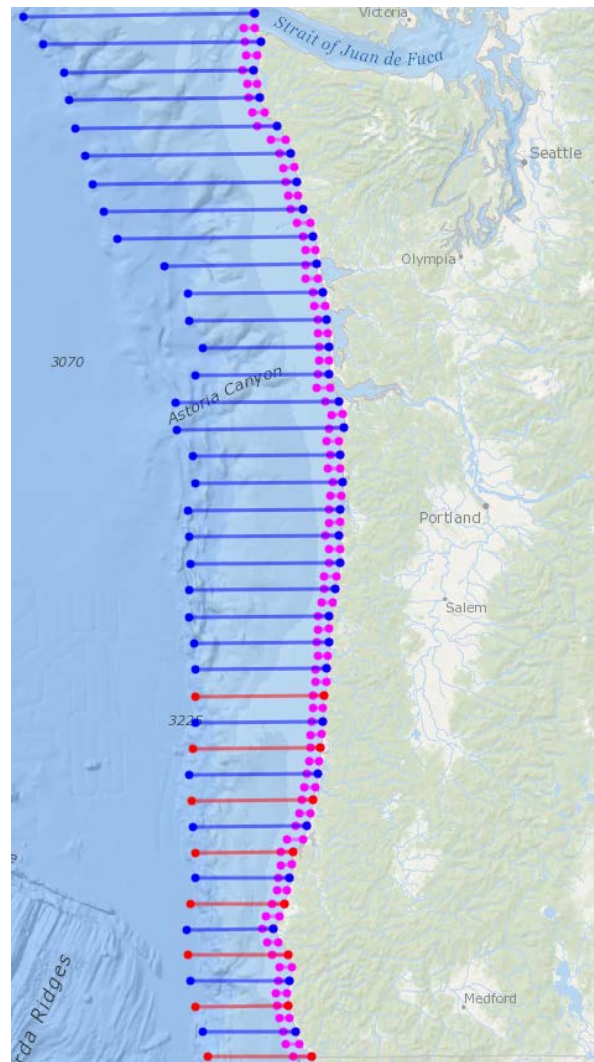 Victoria
Strait of Juan de Fuca
Seattle
Olympia
3070
Astoria Canyon
Portland
Salem
3225
rda Ridges
Medford